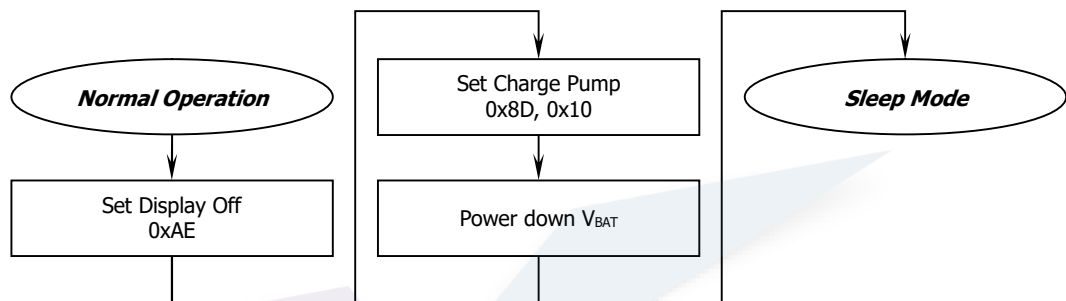 Normal Operation
Set Display Off
0xAE
Set Charge Pump
0x8D, 0x10
Power down VBAT
Sleep Mode